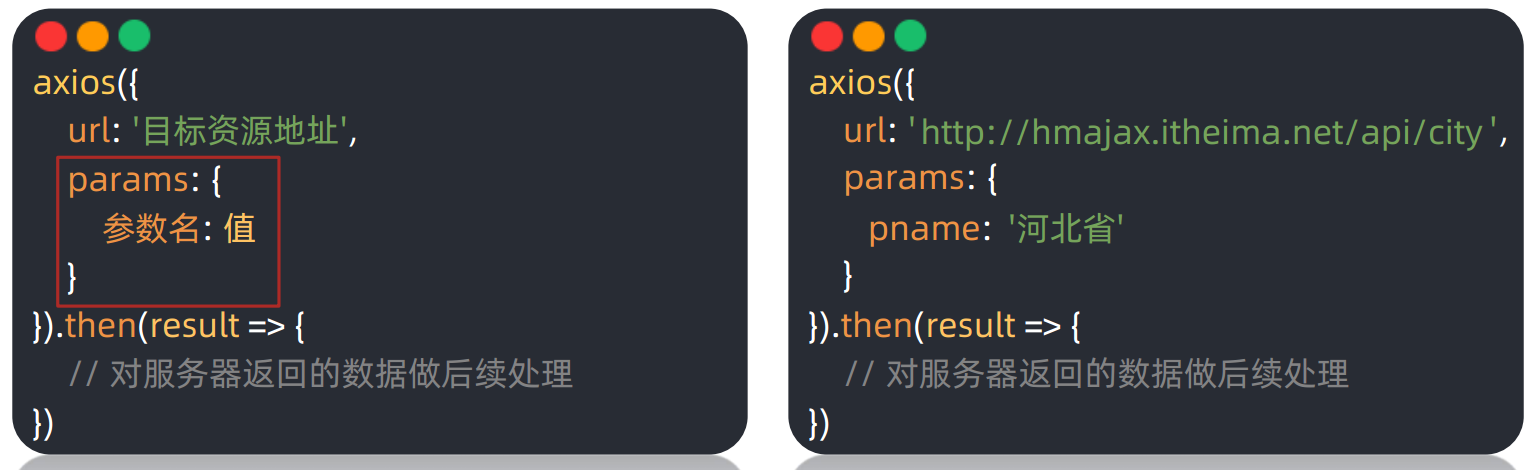 axios({
url: '目标资源地址',
params: {
参数名: 值
}
}).then(result => {
// 对服务器返回的数据做后续处理
})
axios({
url: 'http://hmajax.itheima.net/api/city',
params: {
pname: '河北省'
}
}).then(result => {
// 对服务器返回的数据做后续处理
})